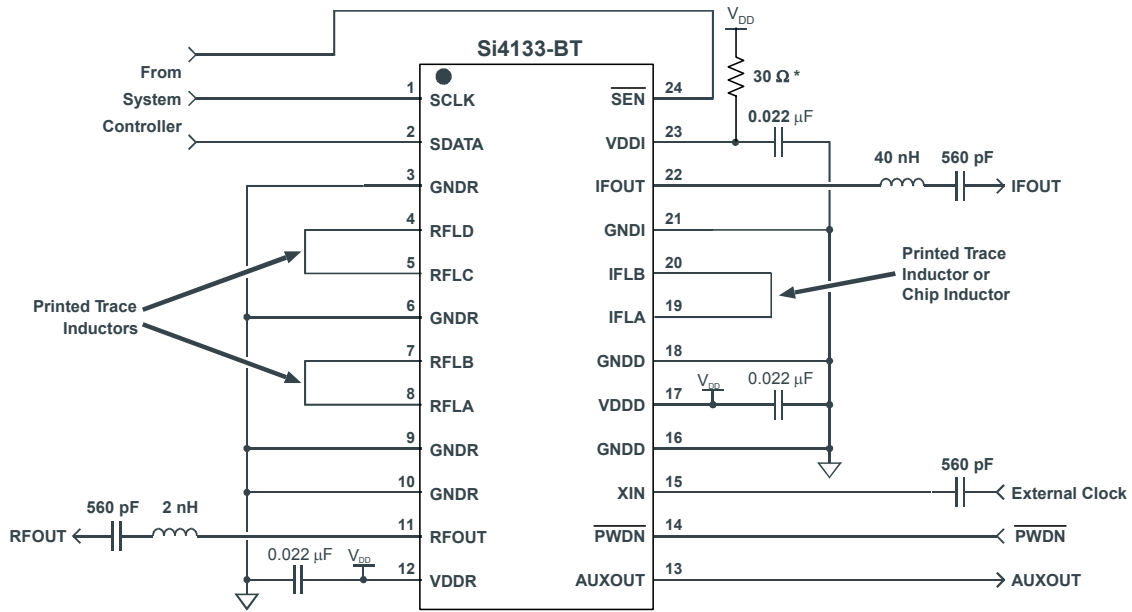 V_DD
Si4133-BT
30 Ω *
From
System
Controller
1
SCLK
2
SDATA
3
GNDR
4
RFLD
5
RFLC
6
GNDR
7
RFLB
8
RFLA
9
GNDR
10
GNDR
11
RFOUT
12
VDDR
24
SEN
23
VDDI
22
IFOUT
21
GNDI
20
IFLB
19
IFLA
18
GNDD
17
VDDD
16
GNDD
15
XIN
14
PWDN
13
AUXOUT
0.022 μF
40 nH
560 pF
IFOUT
Printed Trace
Inductor or
Chip Inductor
Printed Trace
Inductors
V_DD
0.022 μF
560 pF
External Clock
PWDN
AUXOUT
560 pF
2 nH
RFOUT
0.022 μF
V_DD